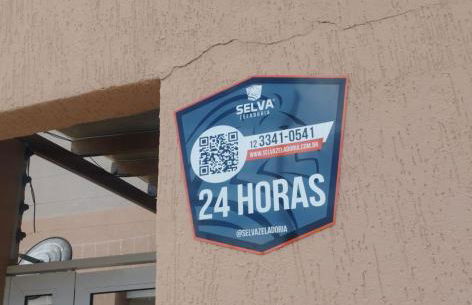 SELVA
ZELADORIA
12 3341-0541
WWW.SELVAZELADORIA.COM.BR
24 HORAS
@SELVAZELADORIA